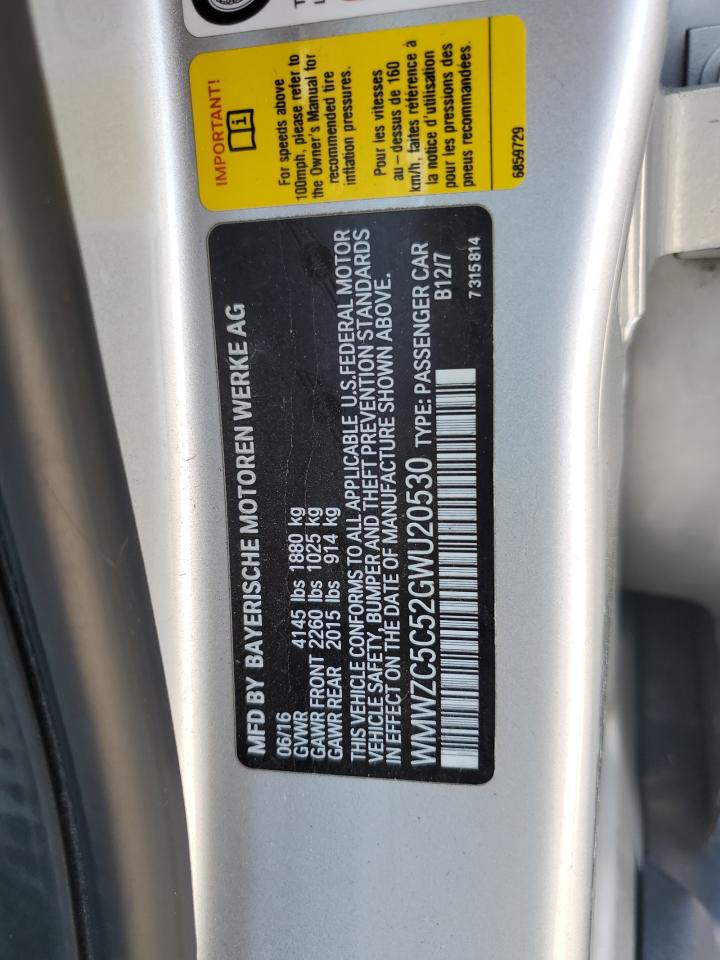 MFD BY BAYERISCHE MOTOREN WERKE AG
06/16
GVWR 4145 lbs 1880 kg
GAWR FRONT 2260 lbs 1025 kg
GAWR REAR 2015 lbs 914 kg
THIS VEHICLE CONFORMS TO ALL APPLICABLE U.S.FEDERAL MOTOR
VEHICLE SAFETY, BUMPER AND THEFT PREVENTION STANDARDS
IN EFFECT ON THE DATE OF MANUFACTURE SHOWN ABOVE.
WMWZC5C52GWU20530 TYPE: PASSENGER CAR
B12/7
7 315 814
IMPORTANT!
i
For speeds above
100mph, please refer to
the Owner's Manual for
recommended tire
inflation pressures.
Pour les vitesses
au-dessus de 160
km/h, faites référence à
la notice d'utilisation
pour les pressions des
pneus recommandées.
6859729